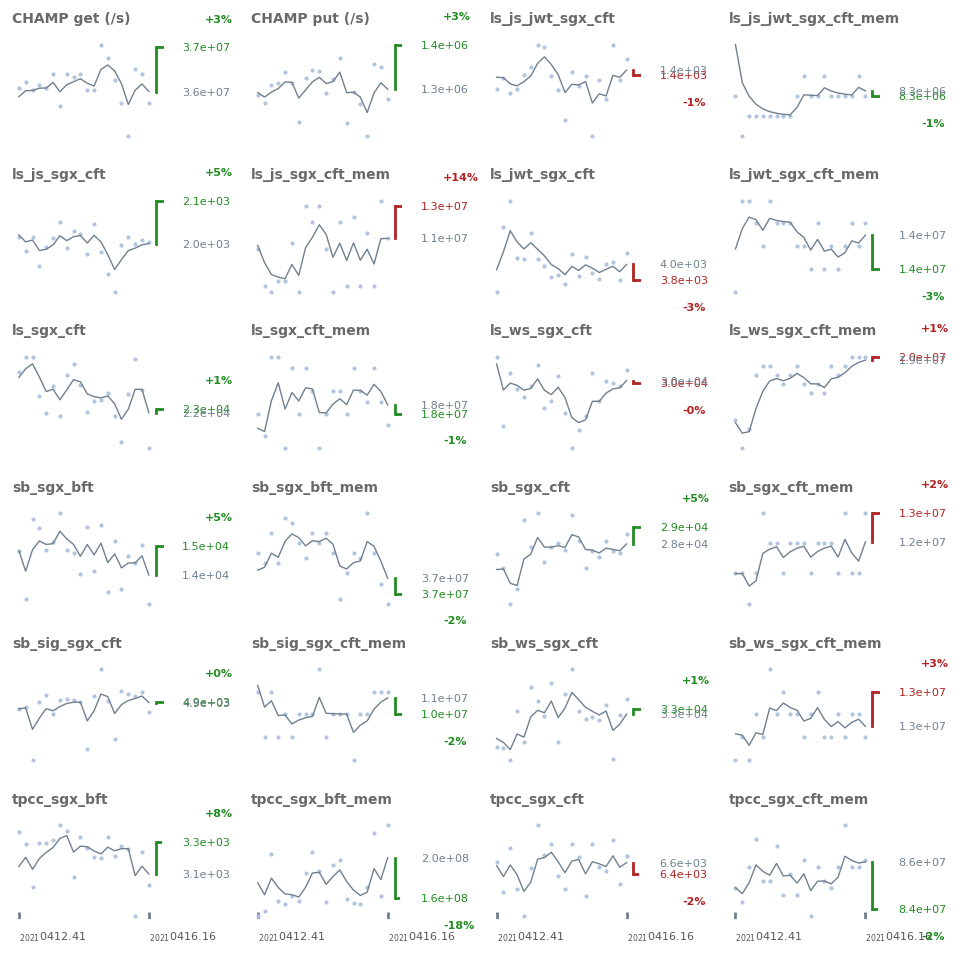 CHAMP get (/s)
+3%
3.7e+07
3.6e+07
CHAMP put (/s)
+3%
1.4e+06
1.3e+06
ls_js_jwt_sgx_cft
1.4e+03
1.4e+03
-1%
ls_js_jwt_sgx_cft_mem
8.3e+06
8.3e+06
-1%
ls_js_sgx_cft
+5%
2.1e+03
2.0e+03
ls_js_sgx_cft_mem
+14%
1.3e+07
1.1e+07
ls_jwt_sgx_cft
4.0e+03
3.8e+03
-3%
ls_jwt_sgx_cft_mem
1.4e+07
1.4e+07
-3%
ls_sgx_cft
+1%
2.3e+04
2.2e+04
ls_sgx_cft_mem
1.8e+07
1.8e+07
-1%
ls_ws_sgx_cft
3.0e+04
3.0e+04
-0%
ls_ws_sgx_cft_mem
+1%
2.0e+07
1.9e+07
sb_sgx_bft
+5%
1.5e+04
1.4e+04
sb_sgx_bft_mem
3.7e+07
3.7e+07
-2%
sb_sgx_cft
+5%
2.9e+04
2.8e+04
sb_sgx_cft_mem
+2%
1.3e+07
1.2e+07
sb_sig_sgx_cft
+0%
4.9e+03
4.9e+03
sb_sig_sgx_cft_mem
1.1e+07
1.0e+07
-2%
sb_ws_sgx_cft
+1%
3.3e+04
3.3e+04
sb_ws_sgx_cft_mem
+3%
1.3e+07
1.3e+07
tpcc_sgx_bft
+8%
3.3e+03
3.1e+03
2021 0412.41
2021 0416.16
tpcc_sgx_bft_mem
2.0e+08
1.6e+08
-18%
2021 0412.41
2021 0416.16
tpcc_sgx_cft
6.6e+03
6.4e+03
-2%
2021 0412.41
2021 0416.16
tpcc_sgx_cft_mem
8.6e+07
8.4e+07
-2%
2021 0412.41
2021 0416.16